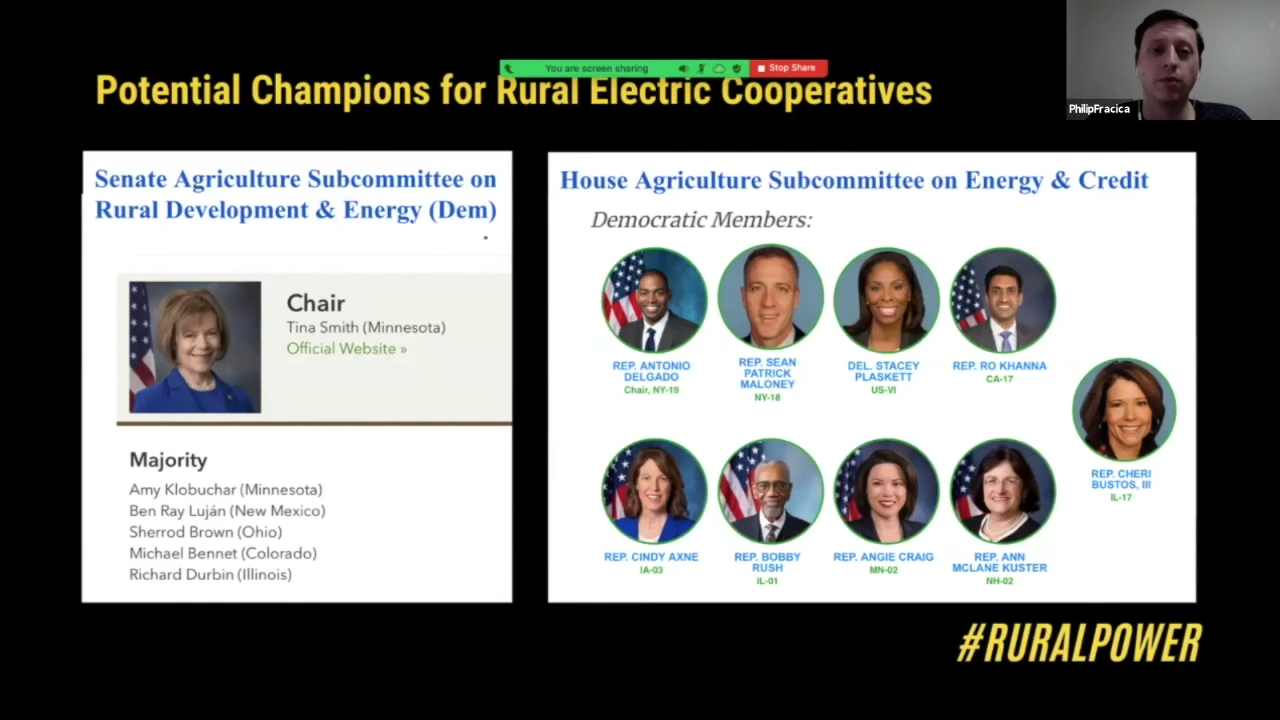 You are screen sharing
Stop Share
Potential Champions for Rural Electric Cooperatives
PhilipFracica
Senate Agriculture Subcommittee on
Rural Development & Energy (Dem)
Chair
Tina Smith (Minnesota)
Official Website »
Majority
Amy Klobuchar (Minnesota)
Ben Ray Luján (New Mexico)
Sherrod Brown (Ohio)
Michael Bennet (Colorado)
Richard Durbin (Illinois)
House Agriculture Subcommittee on Energy & Credit
Democratic Members:
REP. ANTONIO
DELGADO
Chair, NY-19
REP. SEAN
PATRICK
MALONEY
NY-18
DEL. STACEY
PLASKETT
US-VI
REP. RO KHANNA
CA-17
REP. CHERI
BUSTOS, III
IL-17
REP. CINDY AXNE
IA-03
REP. BOBBY
RUSH
IL-01
REP. ANGIE CRAIG
MN-02
REP. ANN
MCLANE KUSTER
NH-02
#RURALPOWER